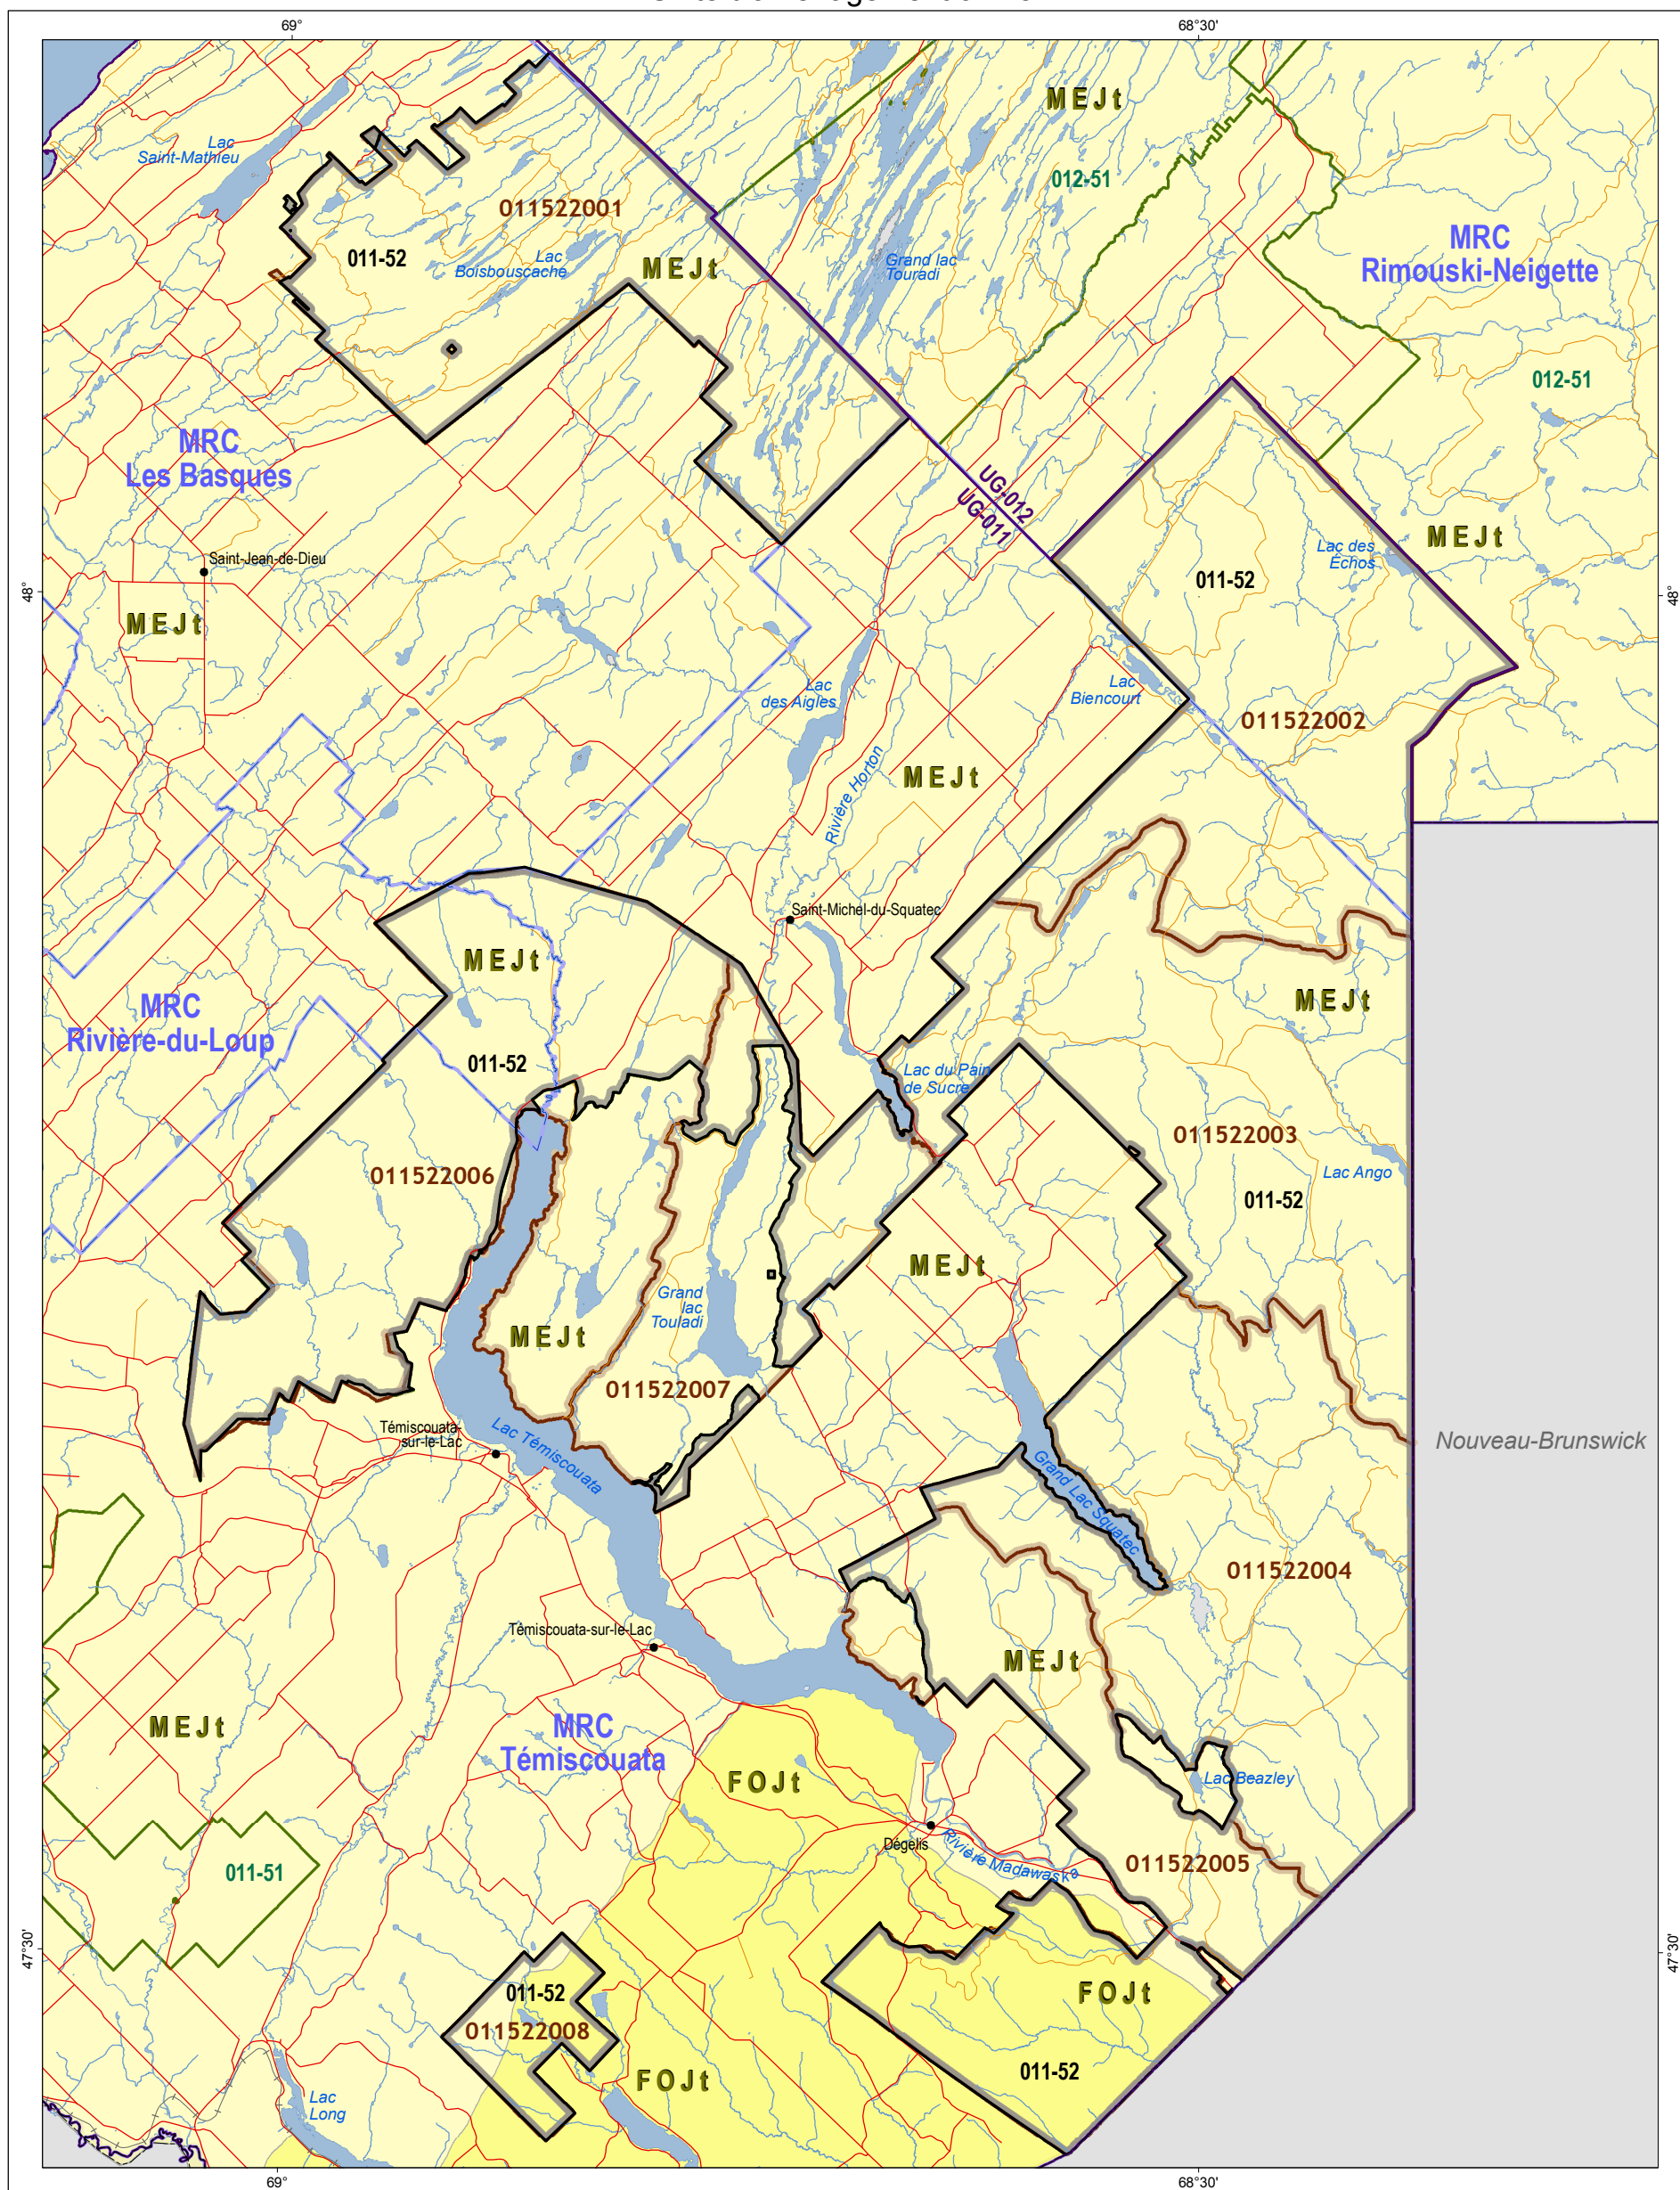 69°
68°30'
MEJt
Lac
Saint-Mathieu
012-51
011522001
MRC
Rimouski-Neigette
011-52
Lac
Boisbouscache
MEJt
Grand lac
Touradi
012-51
MRC
Les Basques
UG-012
UG-011
MEJt
Lac des
Échos
Saint-Jean-de-Dieu
011-52
48°
48°
MEJt
Lac
des Aigles
Lac
Biencourt
011522002
MEJt
Rivière Horton
Saint-Michel-du-Squatec
MEJt
MEJt
MRC
Rivière-du-Loup
011-52
Lac du Pain
de Sucre
011522003
Lac Ango
011522006
011-52
MEJt
Grand
lac
Touladi
MEJt
011522007
Témiscouata-
sur-le-Lac
Lac Témiscouata
Nouveau-Brunswick
Grand Lac Squatec
011522004
Témiscouata-sur-le-Lac
MEJt
MEJt
MRC
Témiscouata
FOJt
Lac Beazley
Dégelis
Rivière Madawaska
011522005
011-51
47°30'
47°30'
011-52
FOJt
011522008
011-52
FOJt
Lac
Long
69°
68°30'